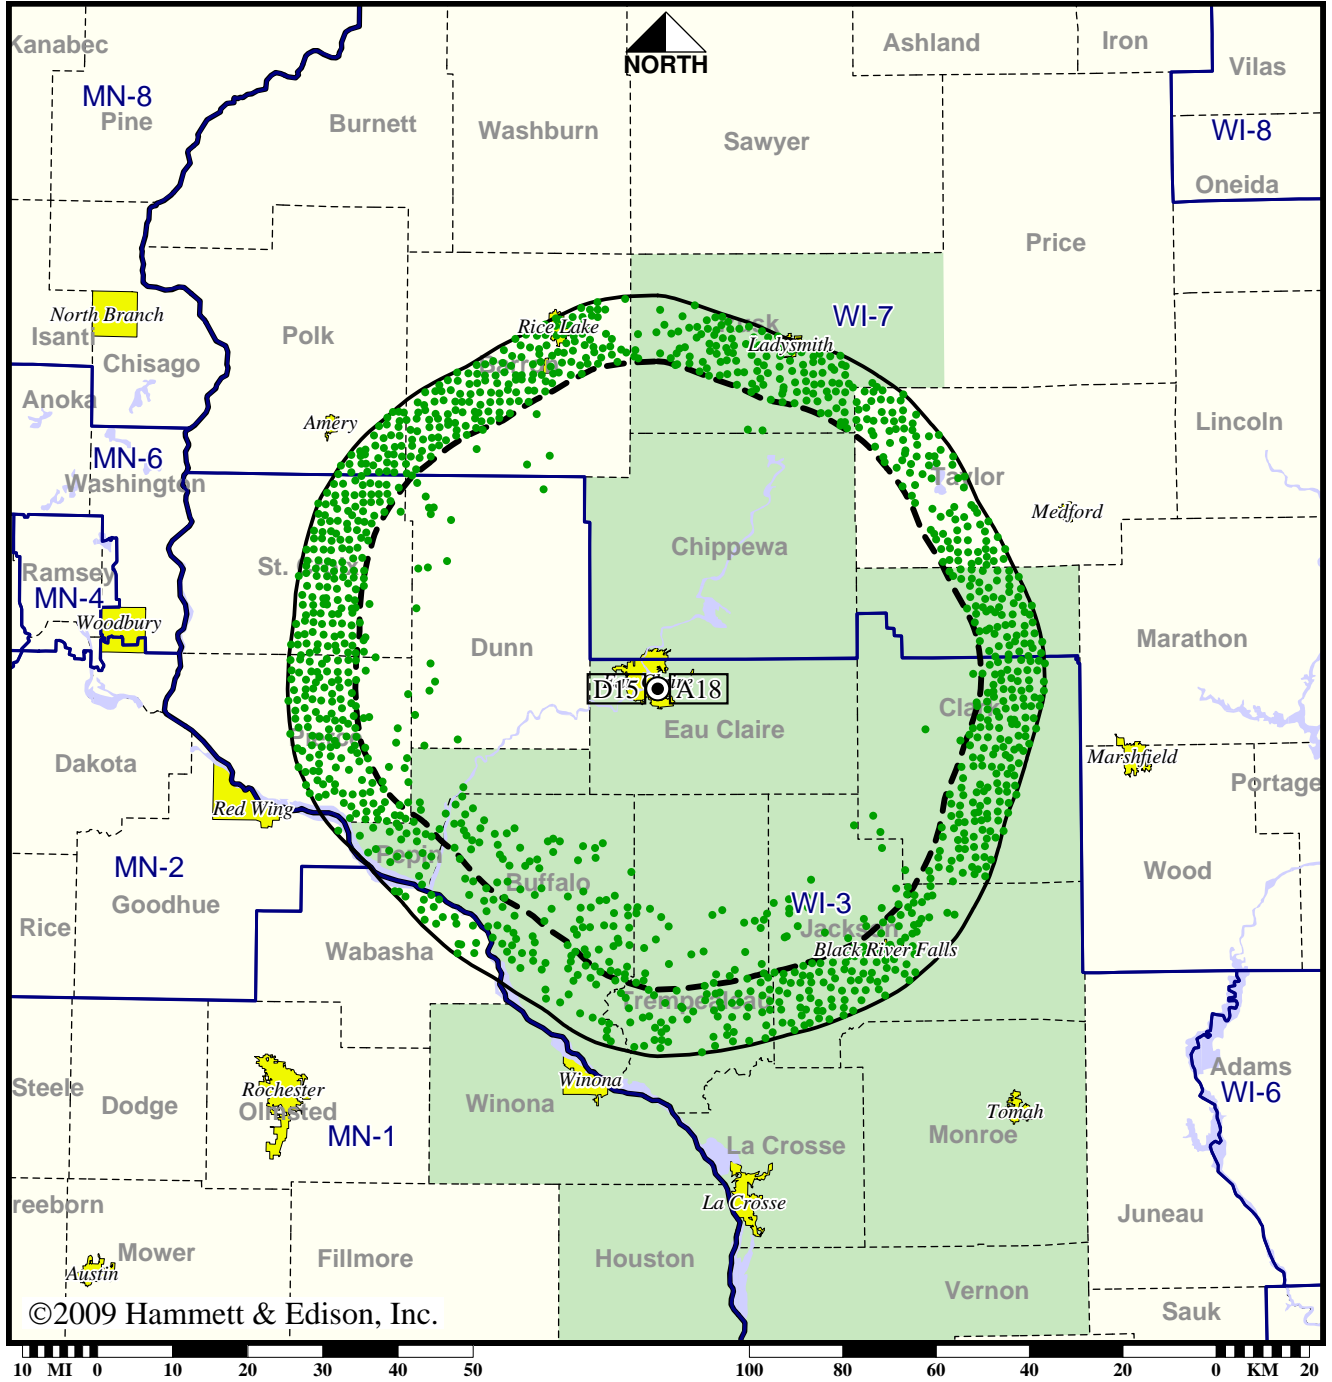 Kanabec
NORTH
Ashland
Iron
Vilas
MN-8
Pine
Burnett
Washburn
Sawyer
WI-8
Oneida
Price
North Branch
Isanti
Chisago
Polk
Rice Lake
WI-7
Ladysmith
Barron
Anoka
Amery
Lincoln
MN-6
Washington
Taylor
Medford
Chippewa
St.
Ramsey
MN-4
Woodbury
Dunn
Marathon
D15
A18
Eau Claire
Clark
Dakota
Marshfield
Portage
Red Wing
Pepin
MN-2
Goodhue
Buffalo
WI-3
Wood
Rice
Wabasha
Jackson
Black River Falls
Trempealeau
Steele
Dodge
Rochester
Olmsted
MN-1
Winona
Winona
Adams
WI-6
Tomah
Monroe
La Crosse
La Crosse
reeborn
Mower
Austin
Fillmore
Houston
Juneau
Vernon
Sauk
©2009 Hammett & Edison, Inc.
10 MI 0 10 20 30 40 50
100 80 60 40 20 0 KM 20